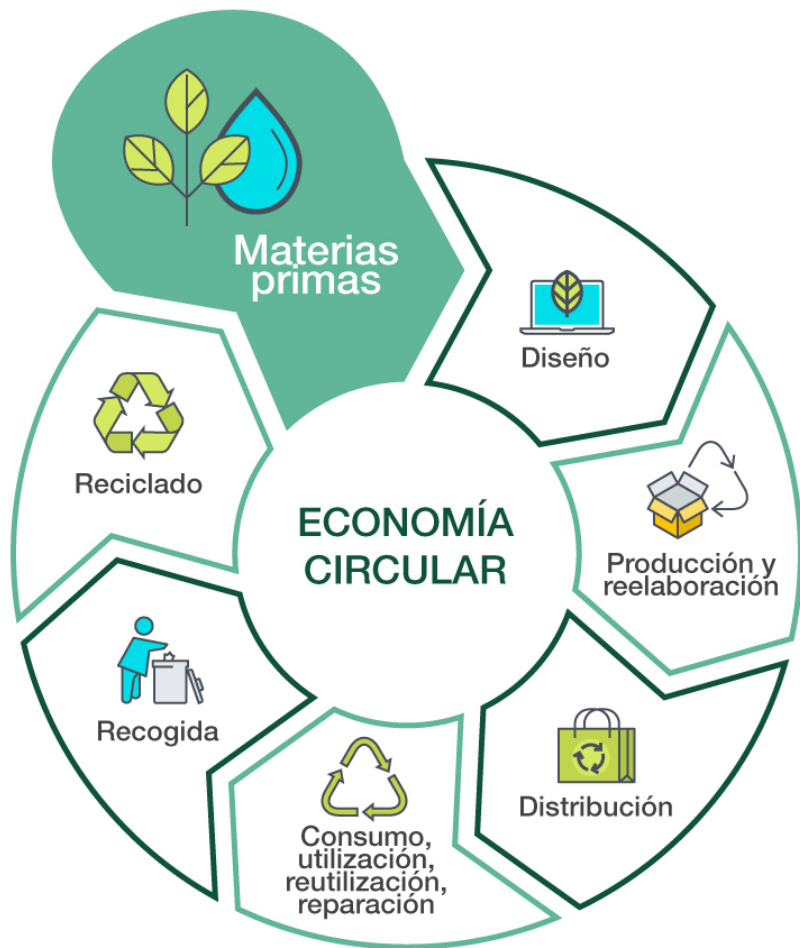 Materias
primas
Diseño
Producción y
reelaboración
Distribución
Consumo,
utilización,
reutilización,
reparación
Recogida
Reciclado
ECONOMÍA
CIRCULAR